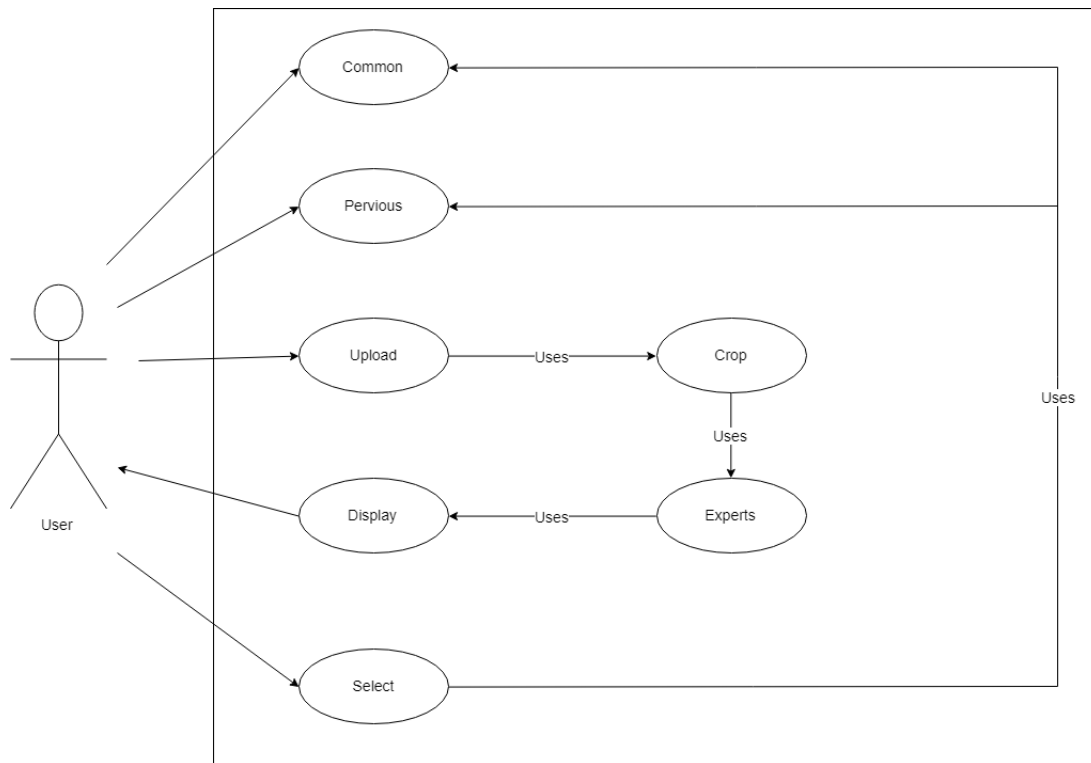 Common
Pervious
Upload
Uses
Crop
Uses
Uses
Display
Uses
Experts
User
Select